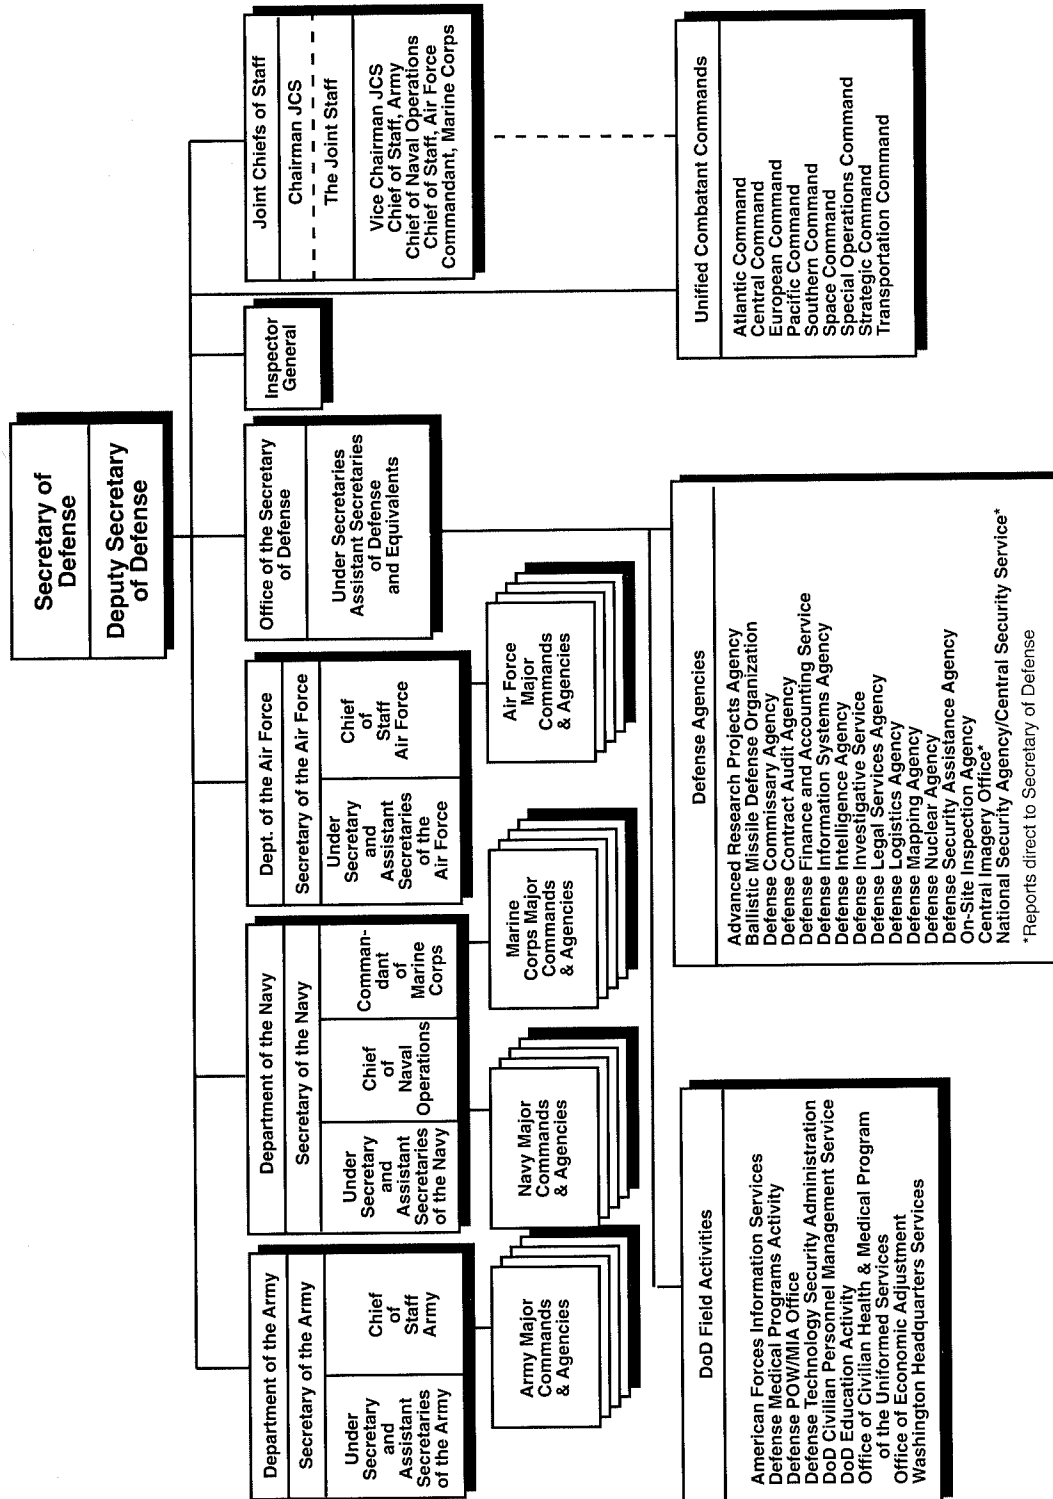 Secretary of
Defense
Deputy Secretary
of Defense
Department of the Army
Secretary of the Army
Under
Secretary
and
Assistant
Secretaries
of the Army
Chief
of
Staff
Army
Army Major
Commands
& Agencies
Department of the Navy
Secretary of the Navy
Under
Secretary
and
Assistant
Secretaries
of the Navy
Chief
of
Naval
Operations
Comman-
dant
of
Marine
Corps
Navy Major
Commands
& Agencies
Marine
Corps Major
Commands
& Agencies
Dept. of the Air Force
Secretary of the Air Force
Under
Secretary
and
Assistant
Secretaries
of the
Air Force
Chief
of
Staff
Air Force
Air Force
Major
Commands
& Agencies
Office of the Secretary
of Defense
Under Secretaries
Assistant Secretaries
of Defense
and Equivalents
Inspector
General
Joint Chiefs of Staff
Chairman JCS
The Joint Staff
Vice Chairman JCS
Chief of Staff, Army
Chief of Naval Operations
Chief of Staff, Air Force
Commandant, Marine Corps
DoD Field Activities
American Forces Information Services
Defense Medical Programs Activity
Defense POW/MIA Office
Defense Technology Security Administration
DoD Civilian Personnel Management Service
DoD Education Activity
Office of Civilian Health & Medical Program
of the Uniformed Services
Office of Economic Adjustment
Washington Headquarters Services
Defense Agencies
Advanced Research Projects Agency
Ballistic Missile Defense Organization
Defense Commissary Agency
Defense Contract Audit Agency
Defense Finance and Accounting Service
Defense Information Systems Agency
Defense Intelligence Agency
Defense Investigative Service
Defense Legal Services Agency
Defense Logistics Agency
Defense Mapping Agency
Defense Nuclear Agency
Defense Security Assistance Agency
On-Site Inspection Agency
Central Imagery Office*
National Security Agency/Central Security Service*
*Reports direct to Secretary of Defense
Unified Combatant Commands
Atlantic Command
Central Command
European Command
Pacific Command
Southern Command
Space Command
Special Operations Command
Strategic Command
Transportation Command